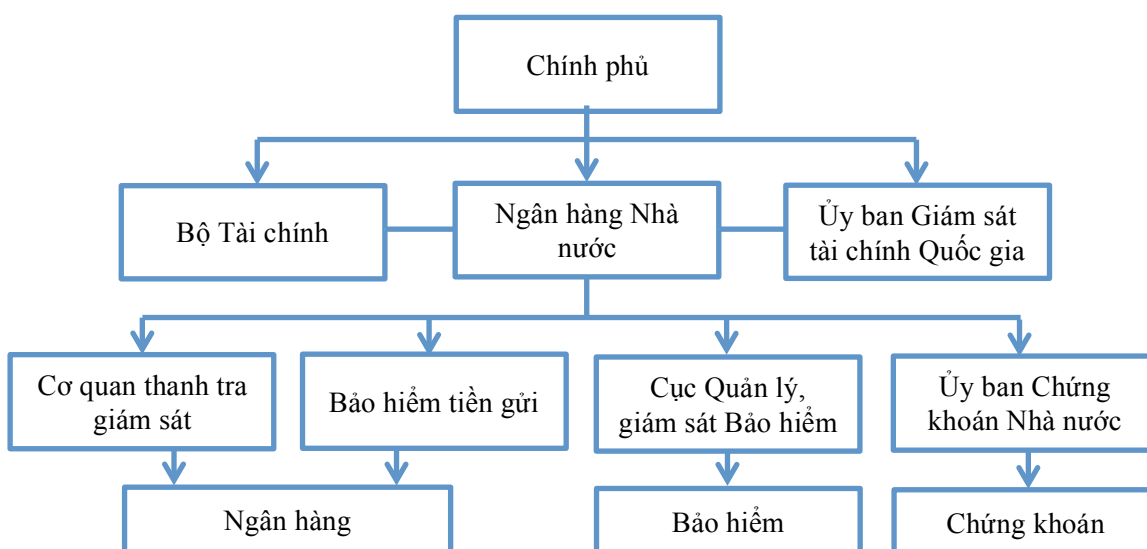 Chính phủ
Bộ Tài chính
Ngân hàng Nhà
nước
Ủy ban Giám sát
tài chính Quốc gia
Cơ quan thanh tra
giám sát
Bảo hiểm tiền gửi
Cục Quản lý,
giám sát Bảo hiểm
Ủy ban Chứng
khoán Nhà nước
Ngân hàng
Bảo hiểm
Chứng khoán